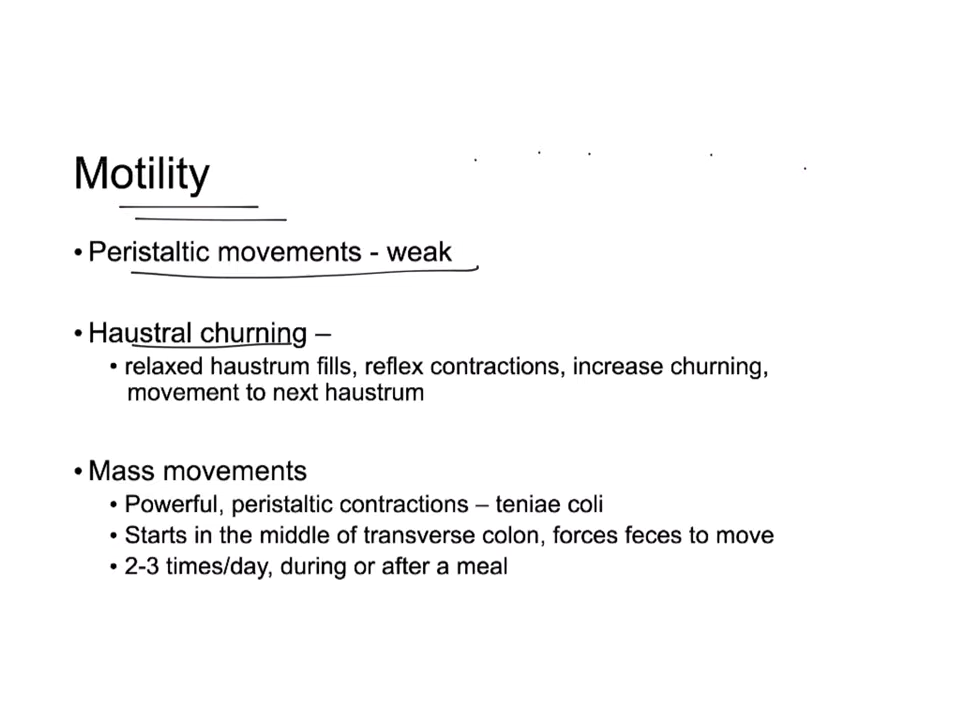 Motility
• Peristaltic movements - weak
• Haustral churning –
• relaxed haustrum fills, reflex contractions, increase churning,
movement to next haustrum
• Mass movements
• Powerful, peristaltic contractions – teniae coli
• Starts in the middle of transverse colon, forces feces to move
• 2-3 times/day, during or after a meal